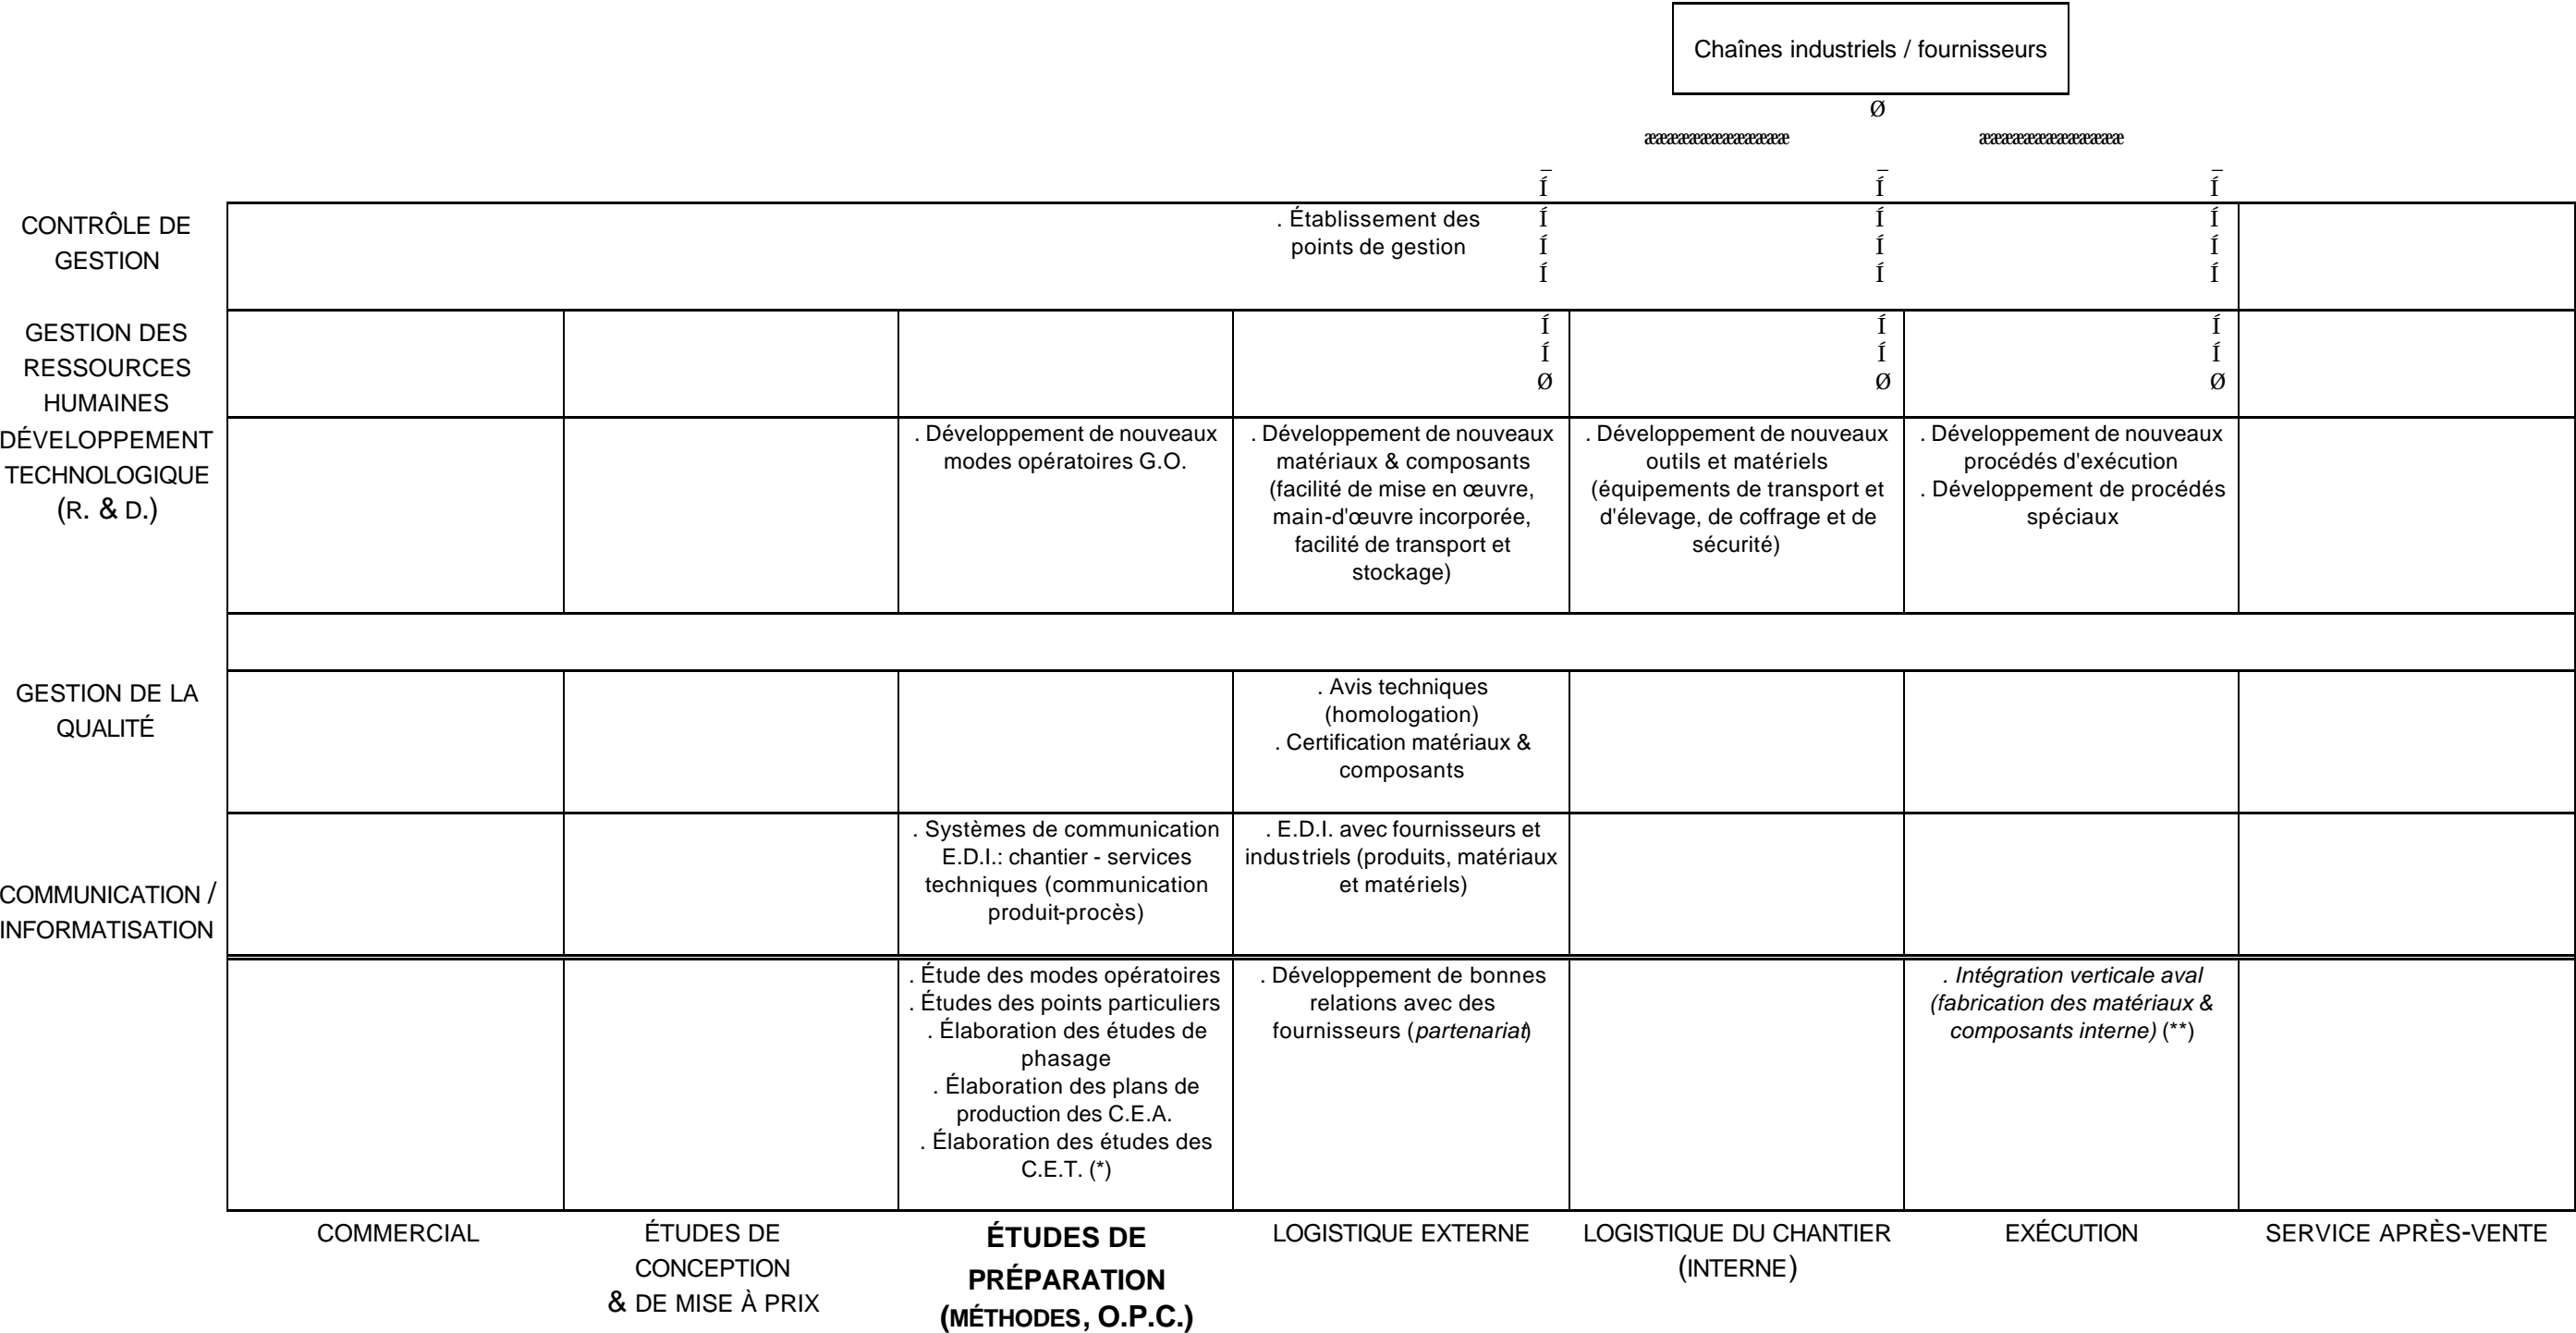 Chaînes industriels / fournisseurs
Ø
æææææææææææææ æææææææææææææ
Í Í Í
CONTRÔLE DE
GESTION
. Établissement des
points de gestion
Í Í Í
Í Í Í
Í Í Í
GESTION DES
RESSOURCES
HUMAINES
Í Í Í
Í Í Í
Ø Ø Ø
DÉVELOPPEMENT
TECHNOLOGIQUE
(R. & D.)
. Développement de nouveaux
modes opératoires G.O.
. Développement de nouveaux
matériaux & composants
(facilité de mise en œuvre,
main-d'œuvre incorporée,
facilité de transport et
stockage)
. Développement de nouveaux
outils et matériels
(équipements de transport et
d'élevage, de coffrage et de
sécurité)
. Développement de nouveaux
procédés d'exécution
. Développement de procédés
spéciaux
GESTION DE LA
QUALITÉ
. Avis techniques
(homologation)
. Certification matériaux &
composants
COMMUNICATION /
INFORMATISATION
. Systèmes de communication
E.D.I.: chantier - services
techniques (communication
produit-procès)
. E.D.I. avec fournisseurs et
industriels (produits, matériaux
et matériels)
. Étude des modes opératoires
. Études des points particuliers
. Élaboration des études de
phasage
. Élaboration des plans de
production des C.E.A.
. Élaboration des études des
C.E.T. (*)
. Développement de bonnes
relations avec des
fournisseurs (partenariat)
. Intégration verticale aval
(fabrication des matériaux &
composants interne) (**)
COMMERCIAL
ÉTUDES DE
CONCEPTION
& DE MISE À PRIX
ÉTUDES DE
PRÉPARATION
(MÉTHODES, O.P.C.)
LOGISTIQUE EXTERNE
LOGISTIQUE DU CHANTIER
(INTERNE)
EXÉCUTION
SERVICE APRÈS-VENTE